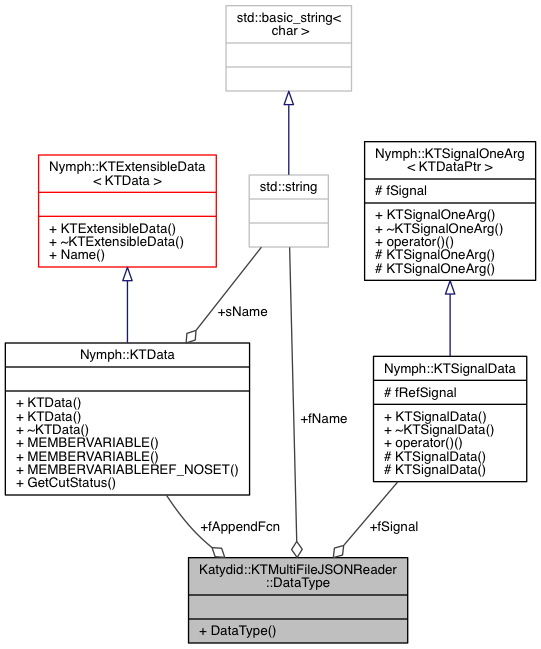 std::basic_string<
char >
Nymph::KTExtensibleData
< KTData >
+ KTExtensibleData()
+ ~KTExtensibleData()
+ Name()
std::string
Nymph::KTSignalOneArg
< KTDataPtr >
# fSignal
+ KTSignalOneArg()
+ ~KTSignalOneArg()
+ operator()()
# KTSignalOneArg()
# KTSignalOneArg()
+sName
Nymph::KTData
+ KTData()
+ KTData()
+ ~KTData()
+ MEMBERVARIABLE()
+ MEMBERVARIABLE()
+ MEMBERVARIABLEREF_NOSET()
+ GetCutStatus()
+fName
Nymph::KTSignalData
# fRefSignal
+ KTSignalData()
+ ~KTSignalData()
+ operator()()
# KTSignalData()
# KTSignalData()
+fAppendFcn
+fSignal
Katydid::KTMultiFileJSONReader
::DataType
+ DataType()